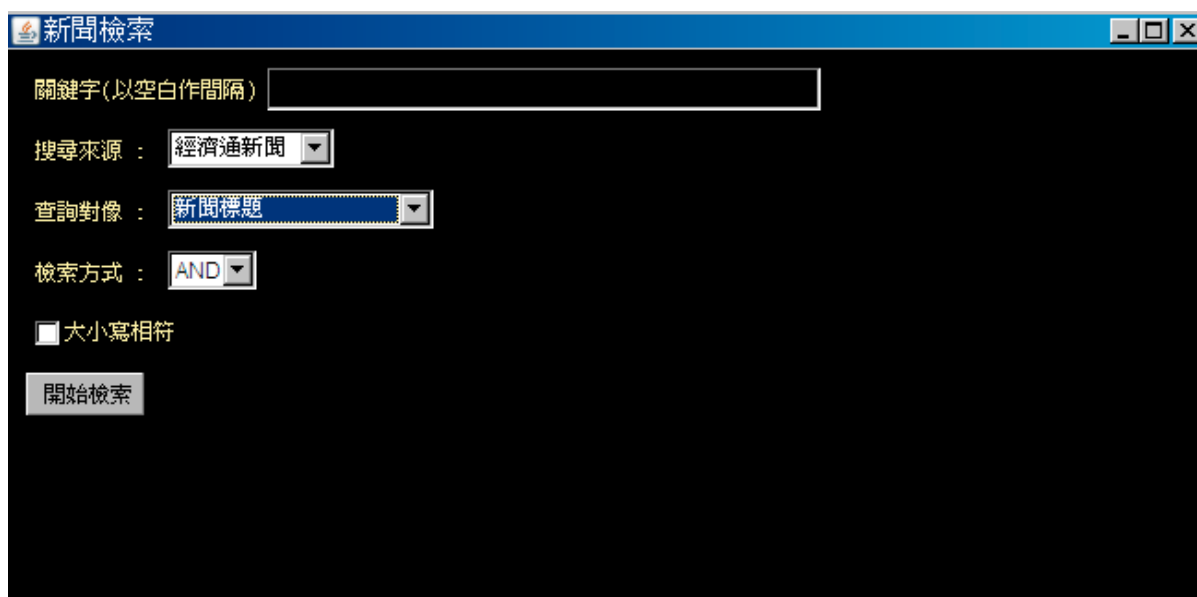 新聞檢索
關鍵字(以空白作間隔)
搜尋來源 : 經濟通新聞
查詢對像 : 新聞標題
檢索方式 : AND
大小寫相符
開始檢索